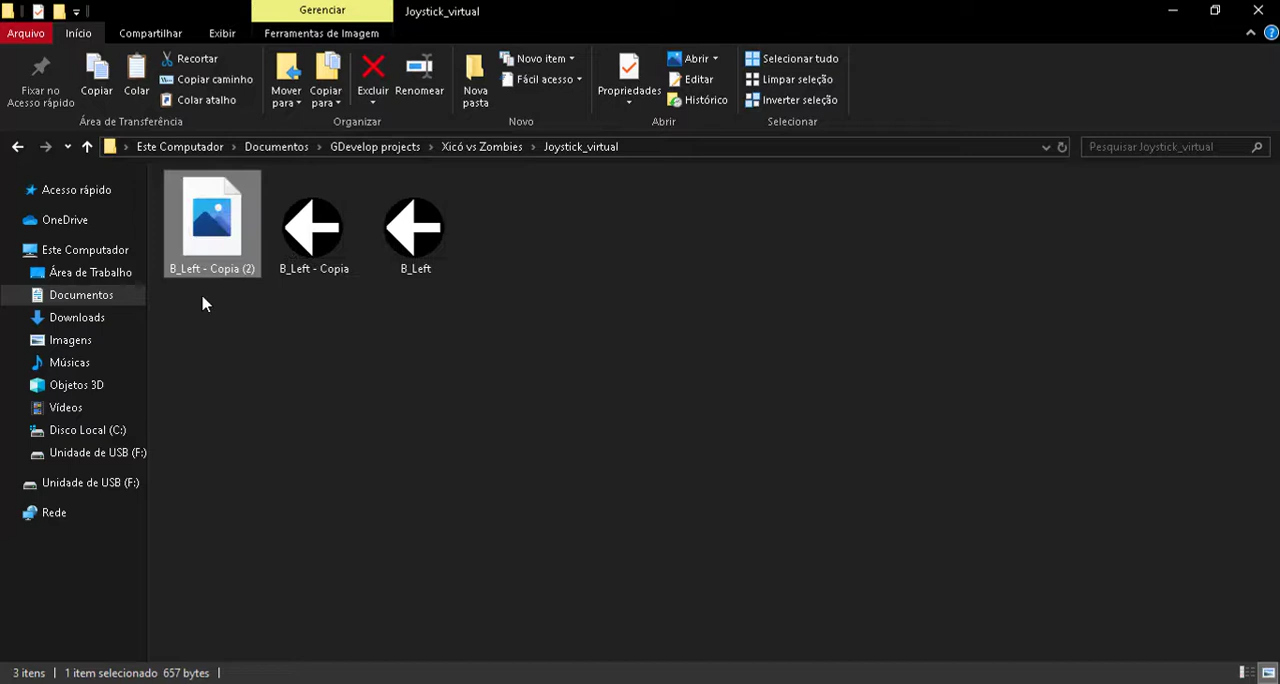 Gerenciar
Joystick_virtual
Arquivo
Início
Compartilhar
Exibir
Ferramentas de Imagem
Fixar no
Acesso rápido
Copiar
Colar
Recortar
Copiar caminho
Colar atalho
Área de Transferência
Mover
para
Copiar
para
Excluir
Renomear
Organizar
Nova
pasta
Novo item
Fácil acesso
Novo
Propriedades
Abrir
Editar
Histórico
Abrir
Selecionar tudo
Limpar seleção
Inverter seleção
Selecionar
Este Computador
Documentos
GDevelop projects
Xicó vs Zombies
Joystick_virtual
Pesquisar Joystick_virtual
Acesso rápido
OneDrive
Este Computador
Área de Trabalho
Documentos
Downloads
Imagens
Músicas
Objetos 3D
Vídeos
Disco Local (C:)
Unidade de USB (F:)
Unidade de USB (F:)
Rede
B_Left - Copia (2)
B_Left - Copia
B_Left
3 itens
1 item selecionado 657 bytes